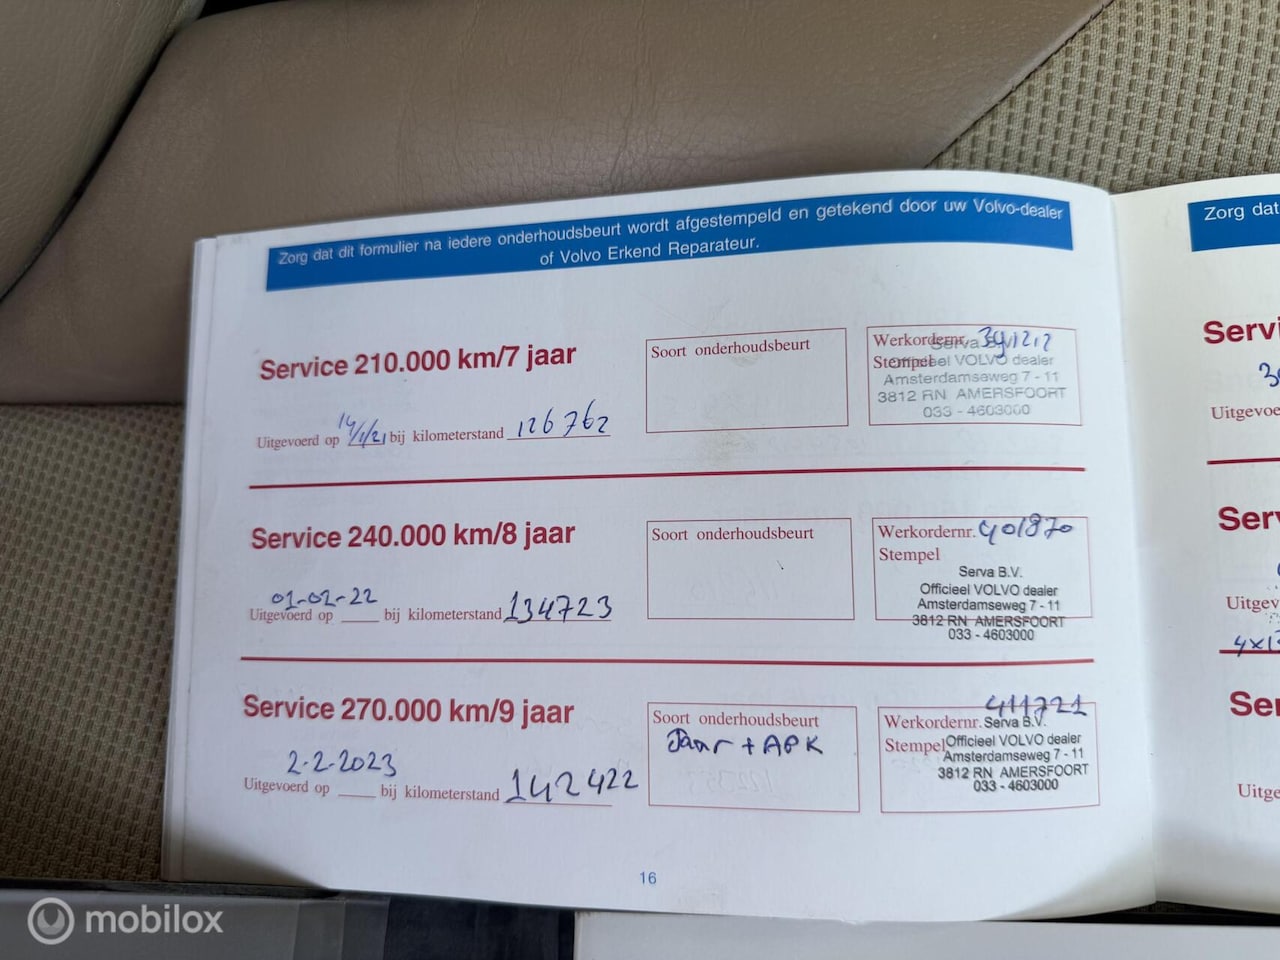 Zorg dat dit formulier na iedere onderhoudsbeurt wordt afgestempeld en getekend door uw Volvo-dealer
of Volvo Erkend Reparateur.
Service 210.000 km/7 jaar
Uitgevoerd op 14/1/21 bij kilometerstand 126762
Soort onderhoudsbeurt
Werkordernr. 391212
Stempel
Serva B.V.
Officieel VOLVO dealer
Amsterdamseweg 7 - 11
3812 RN AMERSFOORT
033 - 4603000
Service 240.000 km/8 jaar
01-02-22
Uitgevoerd op ____ bij kilometerstand 134723
Soort onderhoudsbeurt
Werkordernr. 401870
Stempel
Serva B.V.
Officieel VOLVO dealer
Amsterdamseweg 7 - 11
3812 RN AMERSFOORT
033 - 4603000
Service 270.000 km/9 jaar
2-2-2023
Uitgevoerd op ____ bij kilometerstand 142422
Soort onderhoudsbeurt
Jaar + APK
411721
Werkordernr.
Stempel
Serva B.V.
Officieel VOLVO dealer
Amsterdamseweg 7 - 11
3812 RN AMERSFOORT
033 - 4603000
16
Zorg dat
mobilox